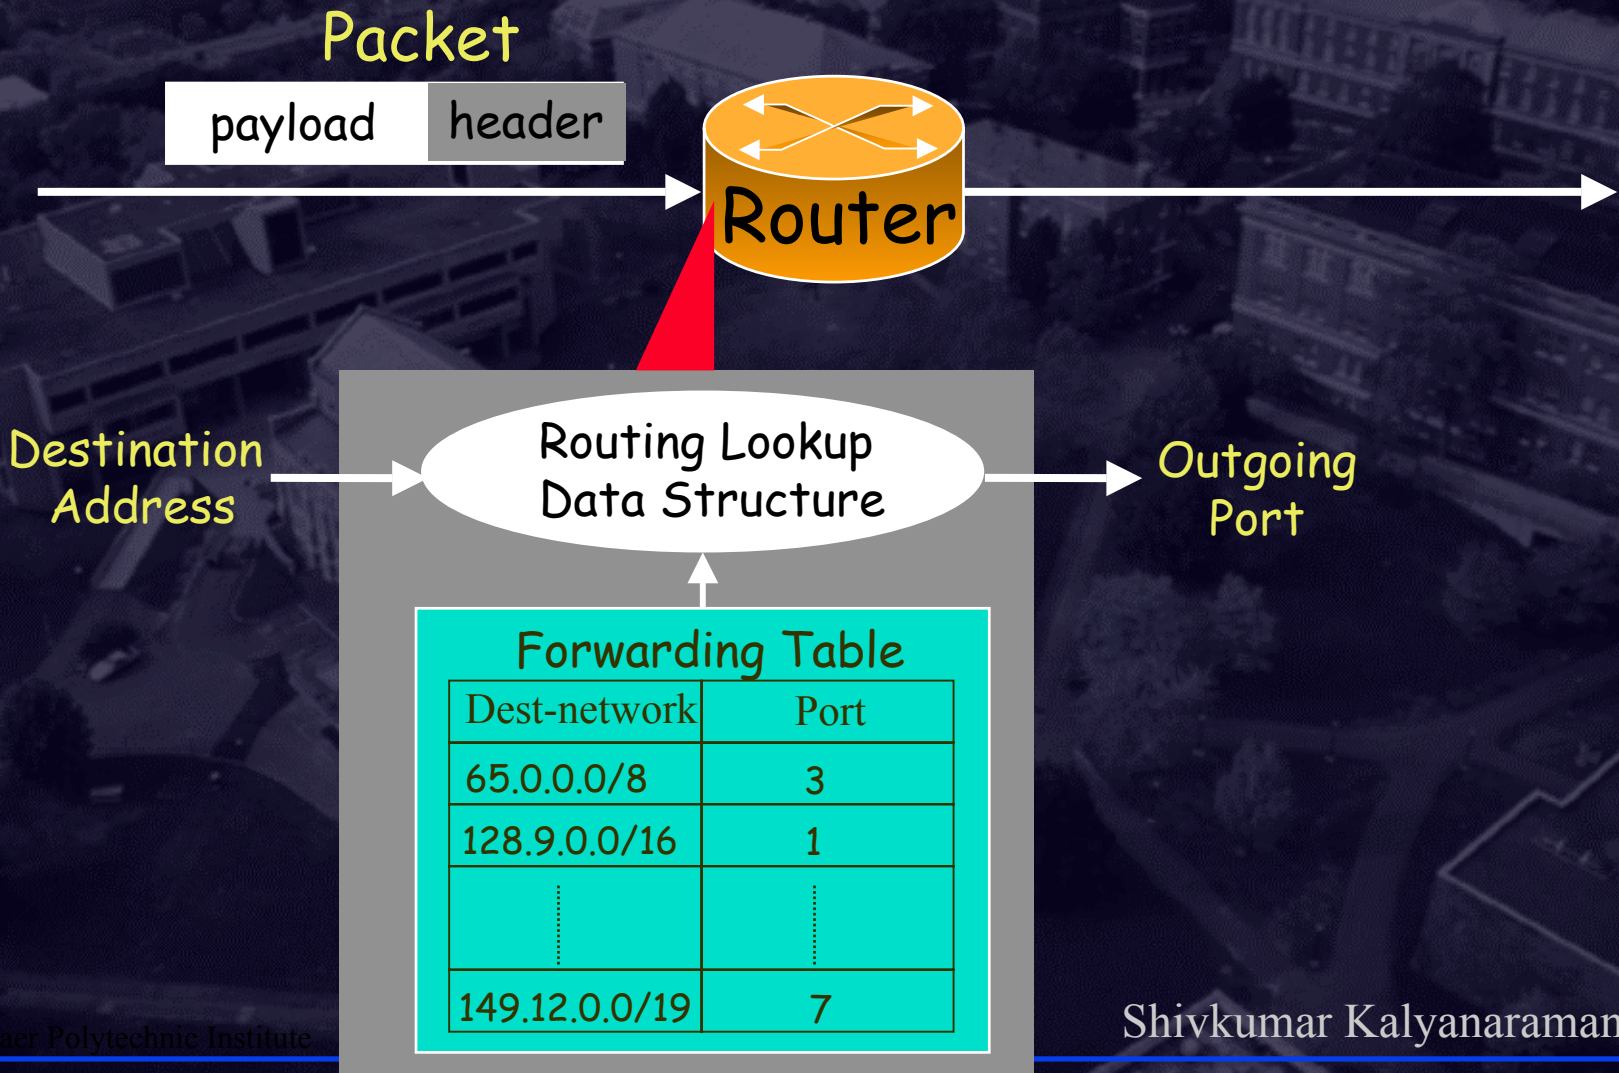 Packet
payload header
Router
Destination
Address
Routing Lookup
Data Structure
Outgoing
Port
Forwarding Table
Dest-network Port
65.0.0.0/8 3
128.9.0.0/16 1
149.12.0.0/19 7
Polytechnic Institute
Shivkumar Kalyanaraman